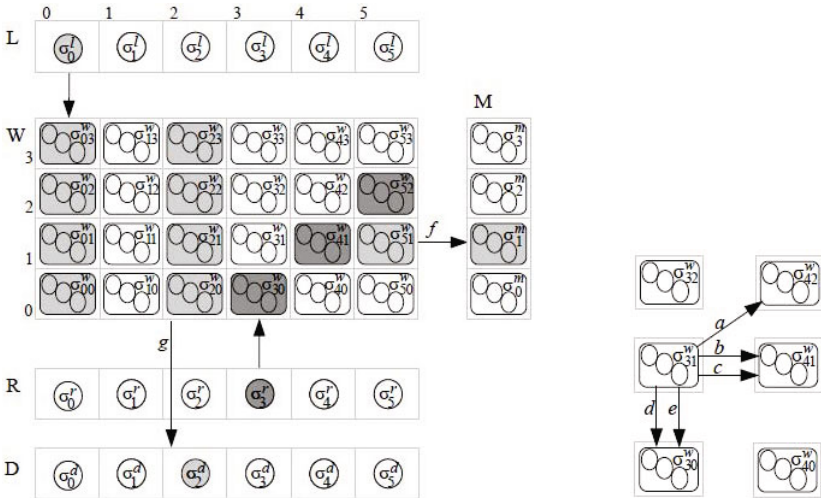 0 1 2 3 4 5
L σ₀ˡ σ₁ˡ σ₂ˡ σ₃ˡ σ₄ˡ σ₅ˡ
M
W
3 σ₀₃ʷ σ₁₃ʷ σ₂₃ʷ σ₃₃ʷ σ₄₃ʷ σ₅₃ʷ σ₃ᵐ
2 σ₀₂ʷ σ₁₂ʷ σ₂₂ʷ σ₃₂ʷ σ₄₂ʷ σ₅₂ʷ σ₂ᵐ
f
1 σ₀₁ʷ σ₁₁ʷ σ₂₁ʷ σ₃₁ʷ σ₄₁ʷ σ₅₁ʷ σ₁ᵐ
0 σ₀₀ʷ σ₁₀ʷ σ₂₀ʷ σ₃₀ʷ σ₄₀ʷ σ₅₀ʷ σ₀ᵐ
g
R σ₀ʳ σ₁ʳ σ₂ʳ σ₃ʳ σ₄ʳ σ₅ʳ
D σ₀ᵈ σ₁ᵈ σ₂ᵈ σ₃ᵈ σ₄ᵈ σ₅ᵈ
σ₃₂ʷ σ₄₂ʷ
a
σ₃₁ʷ b σ₄₁ʷ
c
d e
σ₃₀ʷ σ₄₀ʷ